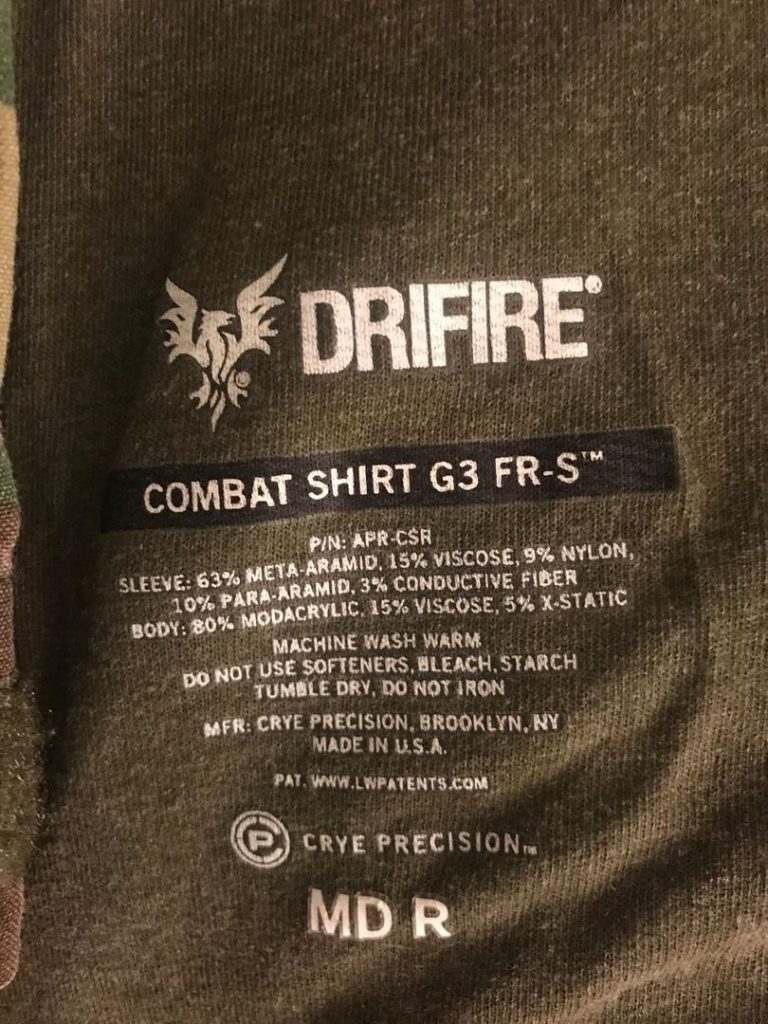 DRIFIRE®
COMBAT SHIRT G3 FR-S™
P/N: APR-CSR
SLEEVE: 63% META-ARAMID, 15% VISCOSE, 9% NYLON,
10% PARA-ARAMID, 3% CONDUCTIVE FIBER
BODY: 80% MODACRYLIC, 15% VISCOSE, 5% X-STATIC
MACHINE WASH WARM
DO NOT USE SOFTENERS, BLEACH, STARCH
TUMBLE DRY, DO NOT IRON
MFR: CRYE PRECISION, BROOKLYN, NY
MADE IN U.S.A.
PAT. WWW.LWPATENTS.COM
CP CRYE PRECISION™
MD R